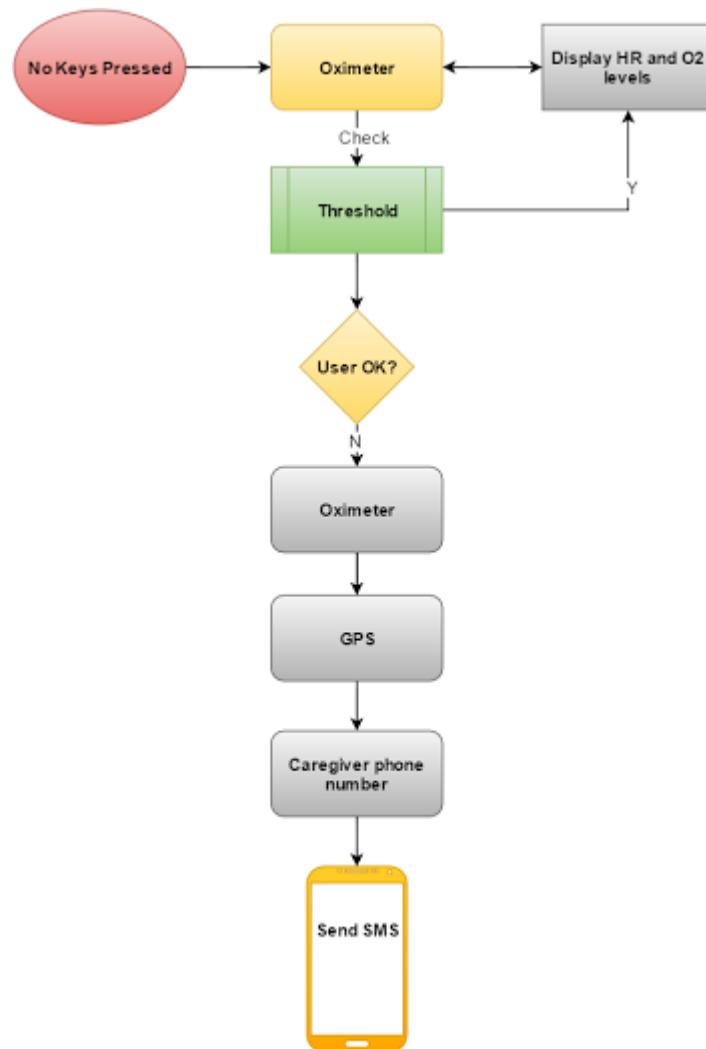 No Keys Pressed
Oximeter
Display HR and O2
levels
Check
Y
Threshold
User OK?
N
Oximeter
GPS
Caregiver phone
number
Send SMS